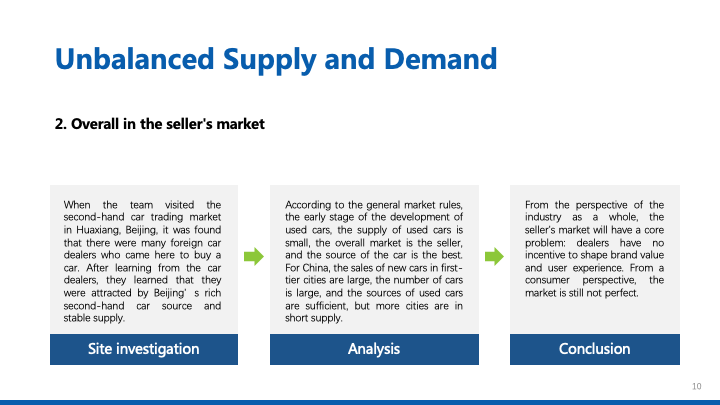 Unbalanced Supply and Demand
2. Overall in the seller's market
When the team visited the
second-hand car trading market
in Huaxiang, Beijing, it was found
that there were many foreign car
dealers who came here to buy a
car. After learning from the car
dealers, they learned that they
were attracted by Beijing’s rich
second-hand car source and
stable supply.
Site investigation
According to the general market rules,
the early stage of the development of
used cars, the supply of used cars is
small, the overall market is the seller,
and the source of the car is the best.
For China, the sales of new cars in first-
tier cities are large, the number of cars
is large, and the sources of used cars
are sufficient, but more cities are in
short supply.
Analysis
From the perspective of the
industry as a whole, the
seller's market will have a core
problem: dealers have no
incentive to shape brand value
and user experience. From a
consumer perspective, the
market is still not perfect.
Conclusion
10